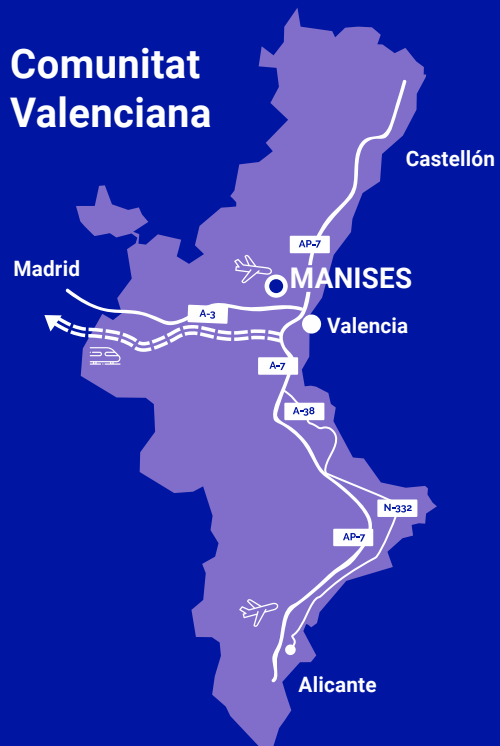 Comunitat
Valenciana
Castellón
AP-7
Madrid
MANISES
A-3
Valencia
A-7
A-38
N-332
AP-7
Alicante